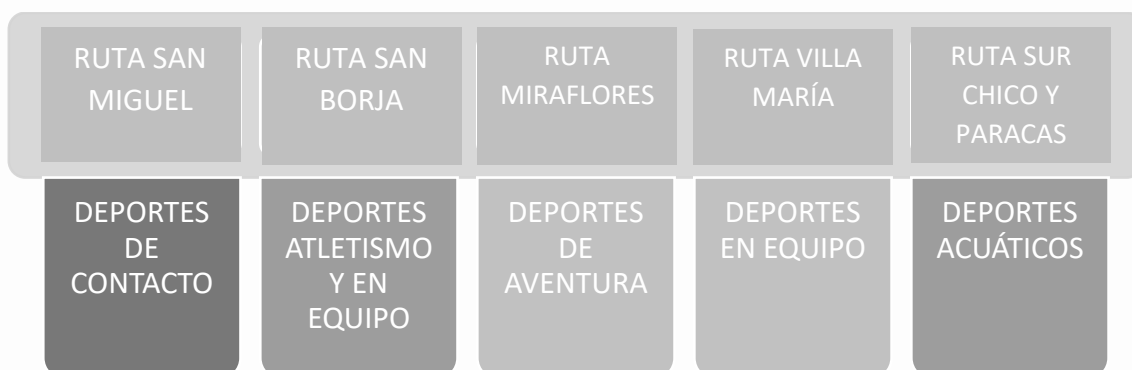 RUTA SAN
MIGUEL
RUTA SAN
BORJA
RUTA
MIRAFLORES
RUTA VILLA
MARÍA
RUTA SUR
CHICO Y
PARACAS
DEPORTES
DE
CONTACTO
DEPORTES
ATLETISMO
Y EN
EQUIPO
DEPORTES
DE
AVENTURA
DEPORTES
EN EQUIPO
DEPORTES
ACUÁTICOS